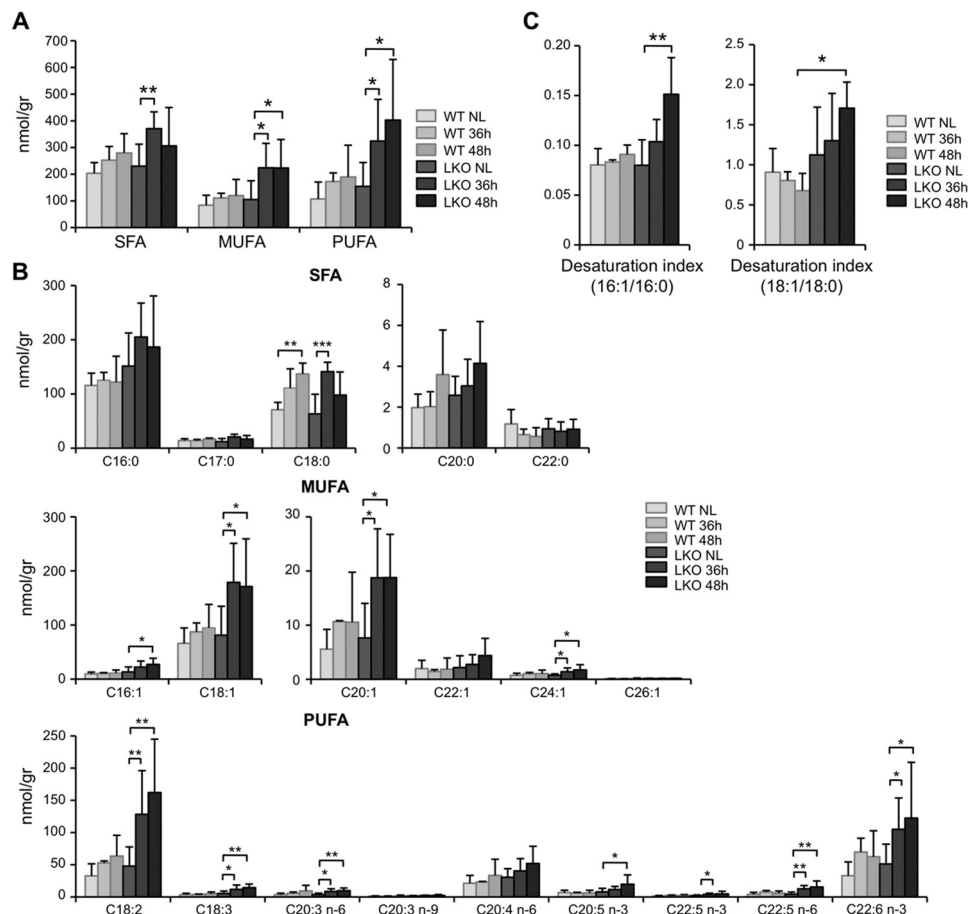 A
nmol/gr
700
600
500
400
300
200
100
0
**
*
*
*
*
SFA MUFA PUFA
WT NL
WT 36h
WT 48h
LKO NL
LKO 36h
LKO 48h
C
0.20
0.15
0.10
0.05
0
**
Desaturation index
(16:1/16:0)
2.5
2.0
1.5
1.0
0.5
0
*
Desaturation index
(18:1/18:0)
WT NL
WT 36h
WT 48h
LKO NL
LKO 36h
LKO 48h
B
SFA
nmol/gr
300
200
100
0
** ***
C16:0 C17:0 C18:0
8
6
4
2
0
C20:0 C22:0
MUFA
nmol/gr
300
200
100
0
*
*
*
C16:1 C18:1
30
20
10
0
*
*
*
*
C20:1 C22:1 C24:1 C26:1
WT NL
WT 36h
WT 48h
LKO NL
LKO 36h
LKO 48h
PUFA
nmol/gr
250
200
150
100
50
0
**
**
**
*
**
*
*
*
**
**
*
*
C18:2 C18:3 C20:3 n-6 C20:3 n-9 C20:4 n-6 C20:5 n-3 C22:5 n-3 C22:5 n-6 C22:6 n-3